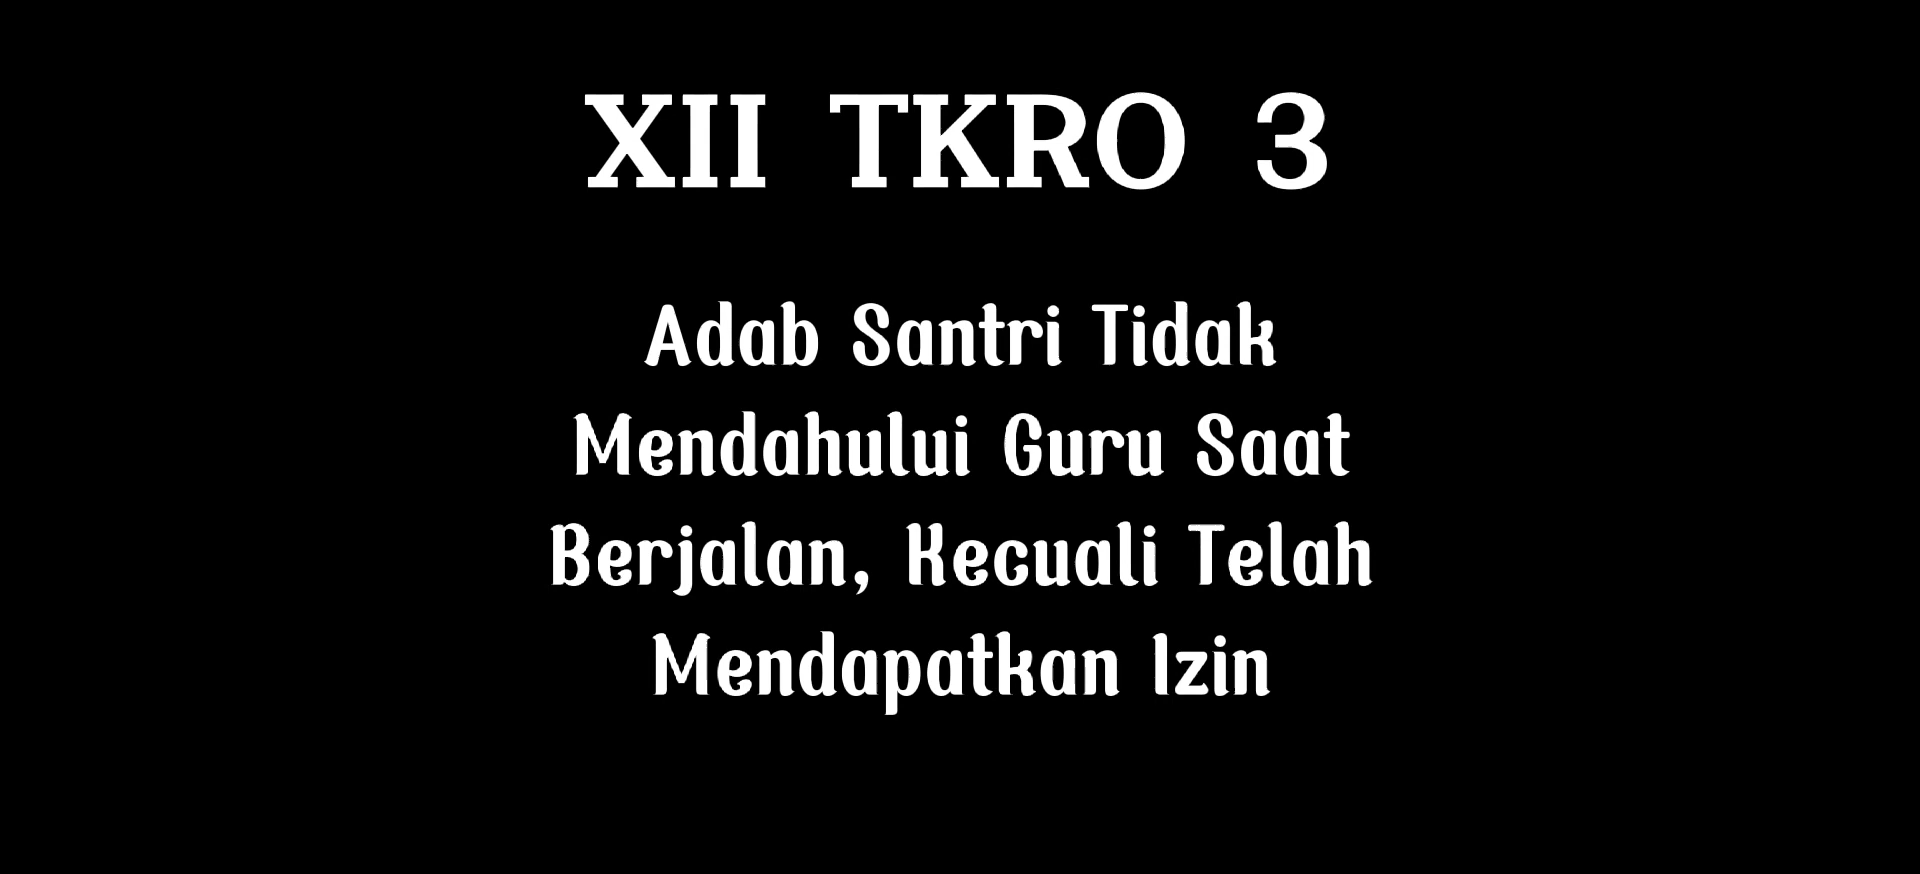 XII TKRO 3
Adab Santri Tidak
Mendahului Guru Saat
Berjalan, Kecuali Telah
Mendapatkan Izin